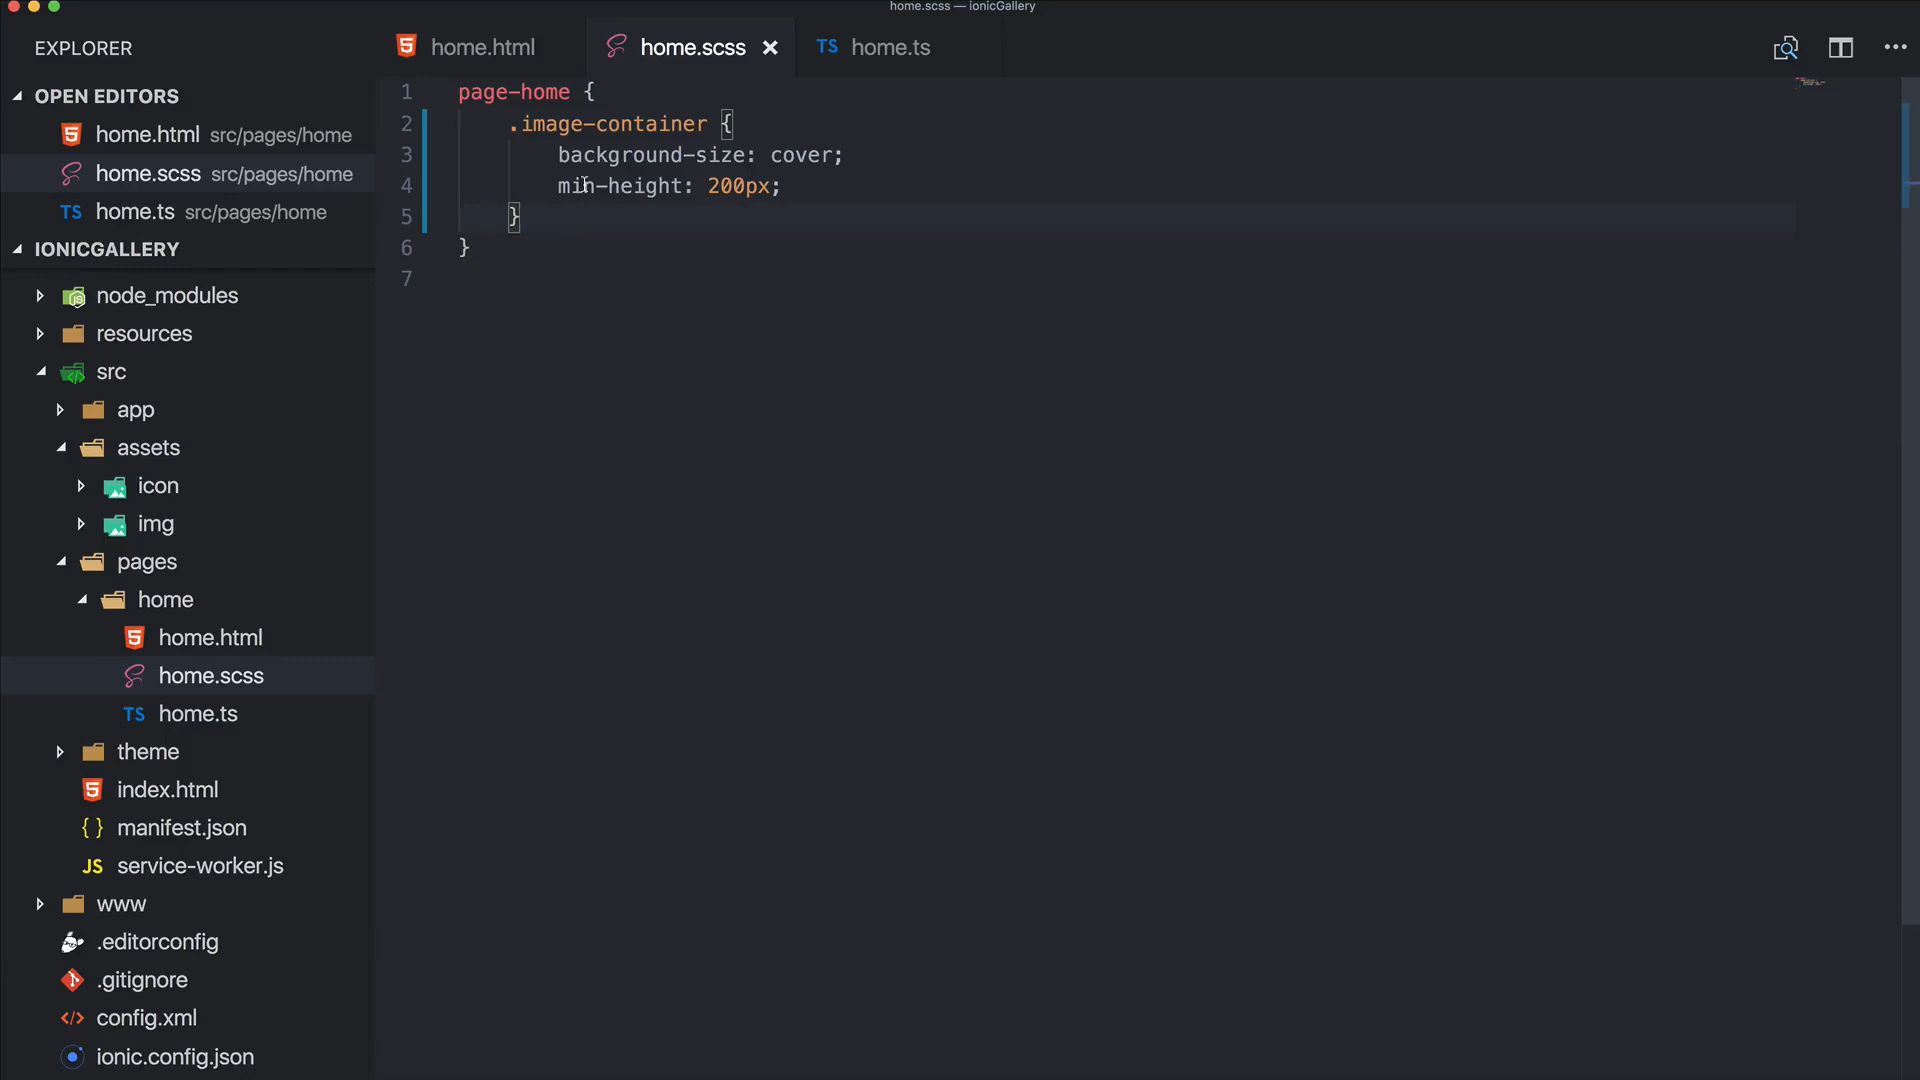 home.scss — ionicGallery
EXPLORER
OPEN EDITORS
home.html src/pages/home
home.scss src/pages/home
TS home.ts src/pages/home
IONICGALLERY
node_modules
resources
src
app
assets
icon
img
pages
home
home.html
home.scss
TS home.ts
theme
index.html
{ } manifest.json
JS service-worker.js
www
.editorconfig
.gitignore
config.xml
ionic.config.json
home.html
home.scss
TS home.ts
1 page-home {
2 .image-container {
3 background-size: cover;
4 min-height: 200px;
5 }
6 }
7